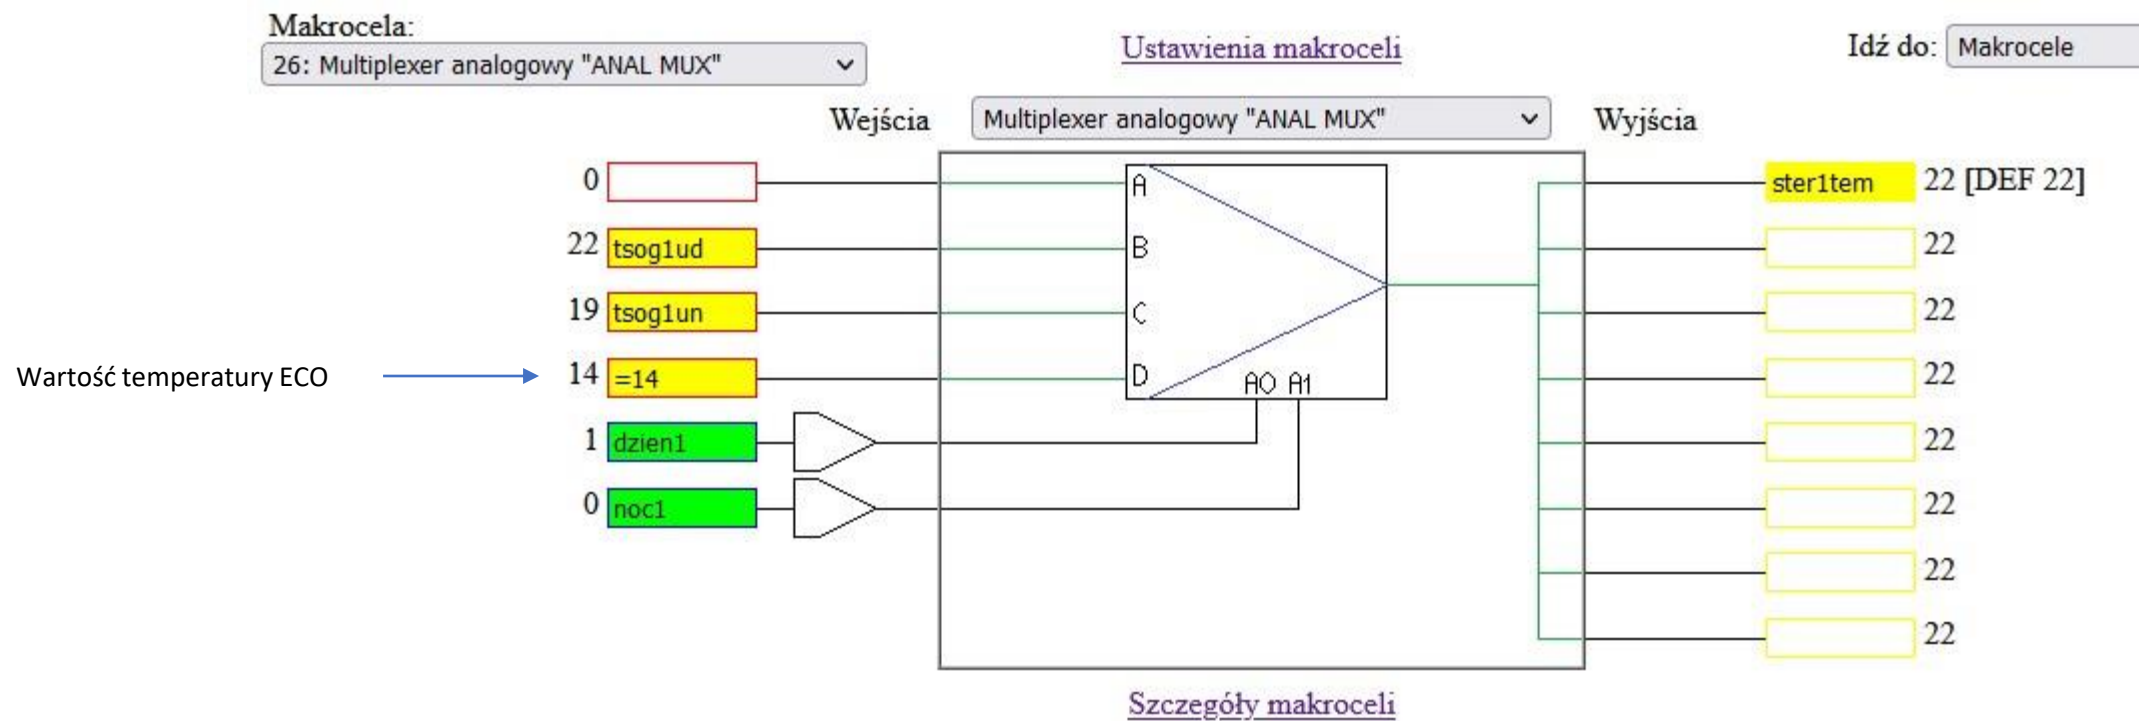 Makrocela:
26: Multiplexer analogowy "ANAL MUX"
Ustawienia makroceli
Idź do: Makrocele
Wejścia
Multiplexer analogowy "ANAL MUX"
Wyjścia
0
A
ster1tem 22 [DEF 22]
22 tsog1ud
B
22
19 tsog1un
C
22
Wartość temperatury ECO
14 =14
D
A0 A1
22
1 dzien1
22
0 noc1
22
22
22
Szczegóły makroceli